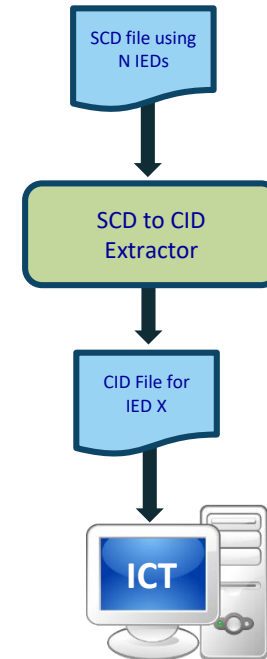 SCD file using
N IEDs
SCD to CID
Extractor
CID File for
IED X
ICT